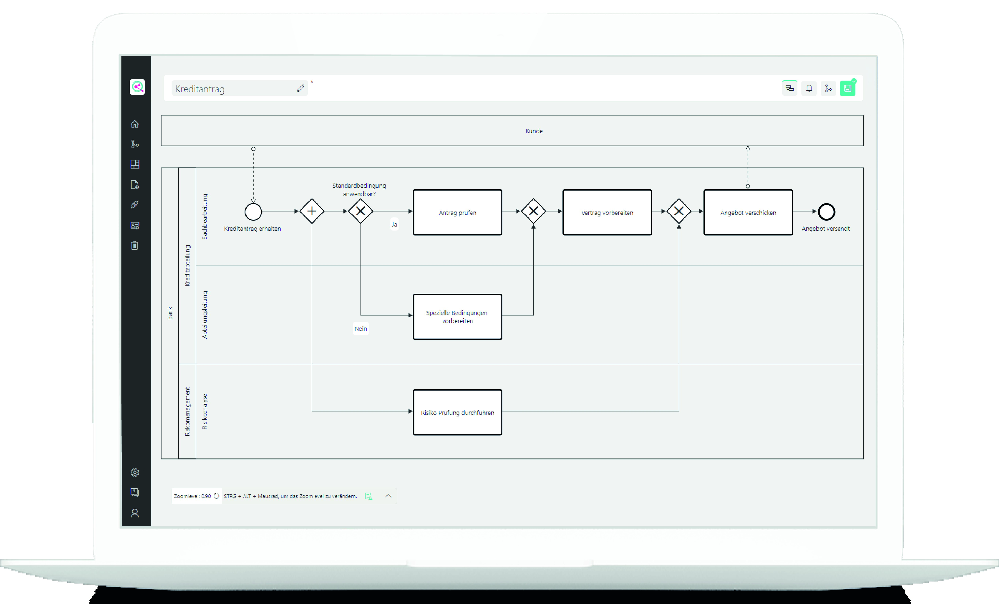 Kreditantrag
*
Kunde
Bank
Kreditabteilung
Sachbearbeitung
Kreditantrag erhalten
Standardbedingung
anwendbar?
Ja
Antrag prüfen
Vertrag vorbereiten
Angebot verschicken
Angebot versandt
Abteilungsleitung
Nein
Spezielle Bedingungen
vorbereiten
Riskomanagement
Risikoanalyse
Risiko Prüfung durchführen
Zoomlevel: 0.90
STRG + ALT + Mausrad, um das Zoomlevel zu verändern.